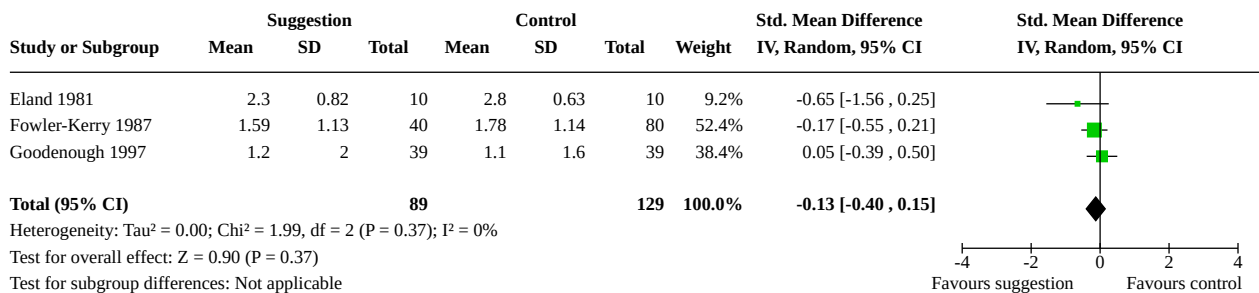 Suggestion Control Std. Mean Difference Std. Mean Difference
Study or Subgroup Mean SD Total Mean SD Total Weight IV, Random, 95% CI IV, Random, 95% CI
Eland 1981 2.3 0.82 10 2.8 0.63 10 9.2% -0.65 [-1.56 , 0.25]
Fowler-Kerry 1987 1.59 1.13 40 1.78 1.14 80 52.4% -0.17 [-0.55 , 0.21]
Goodenough 1997 1.2 2 39 1.1 1.6 39 38.4% 0.05 [-0.39 , 0.50]
Total (95% CI) 89 129 100.0% -0.13 [-0.40 , 0.15]
Heterogeneity: Tau² = 0.00; Chi² = 1.99, df = 2 (P = 0.37); I² = 0%
Test for overall effect: Z = 0.90 (P = 0.37)
-4 -2 0 2 4
Test for subgroup differences: Not applicable
Favours suggestion Favours control